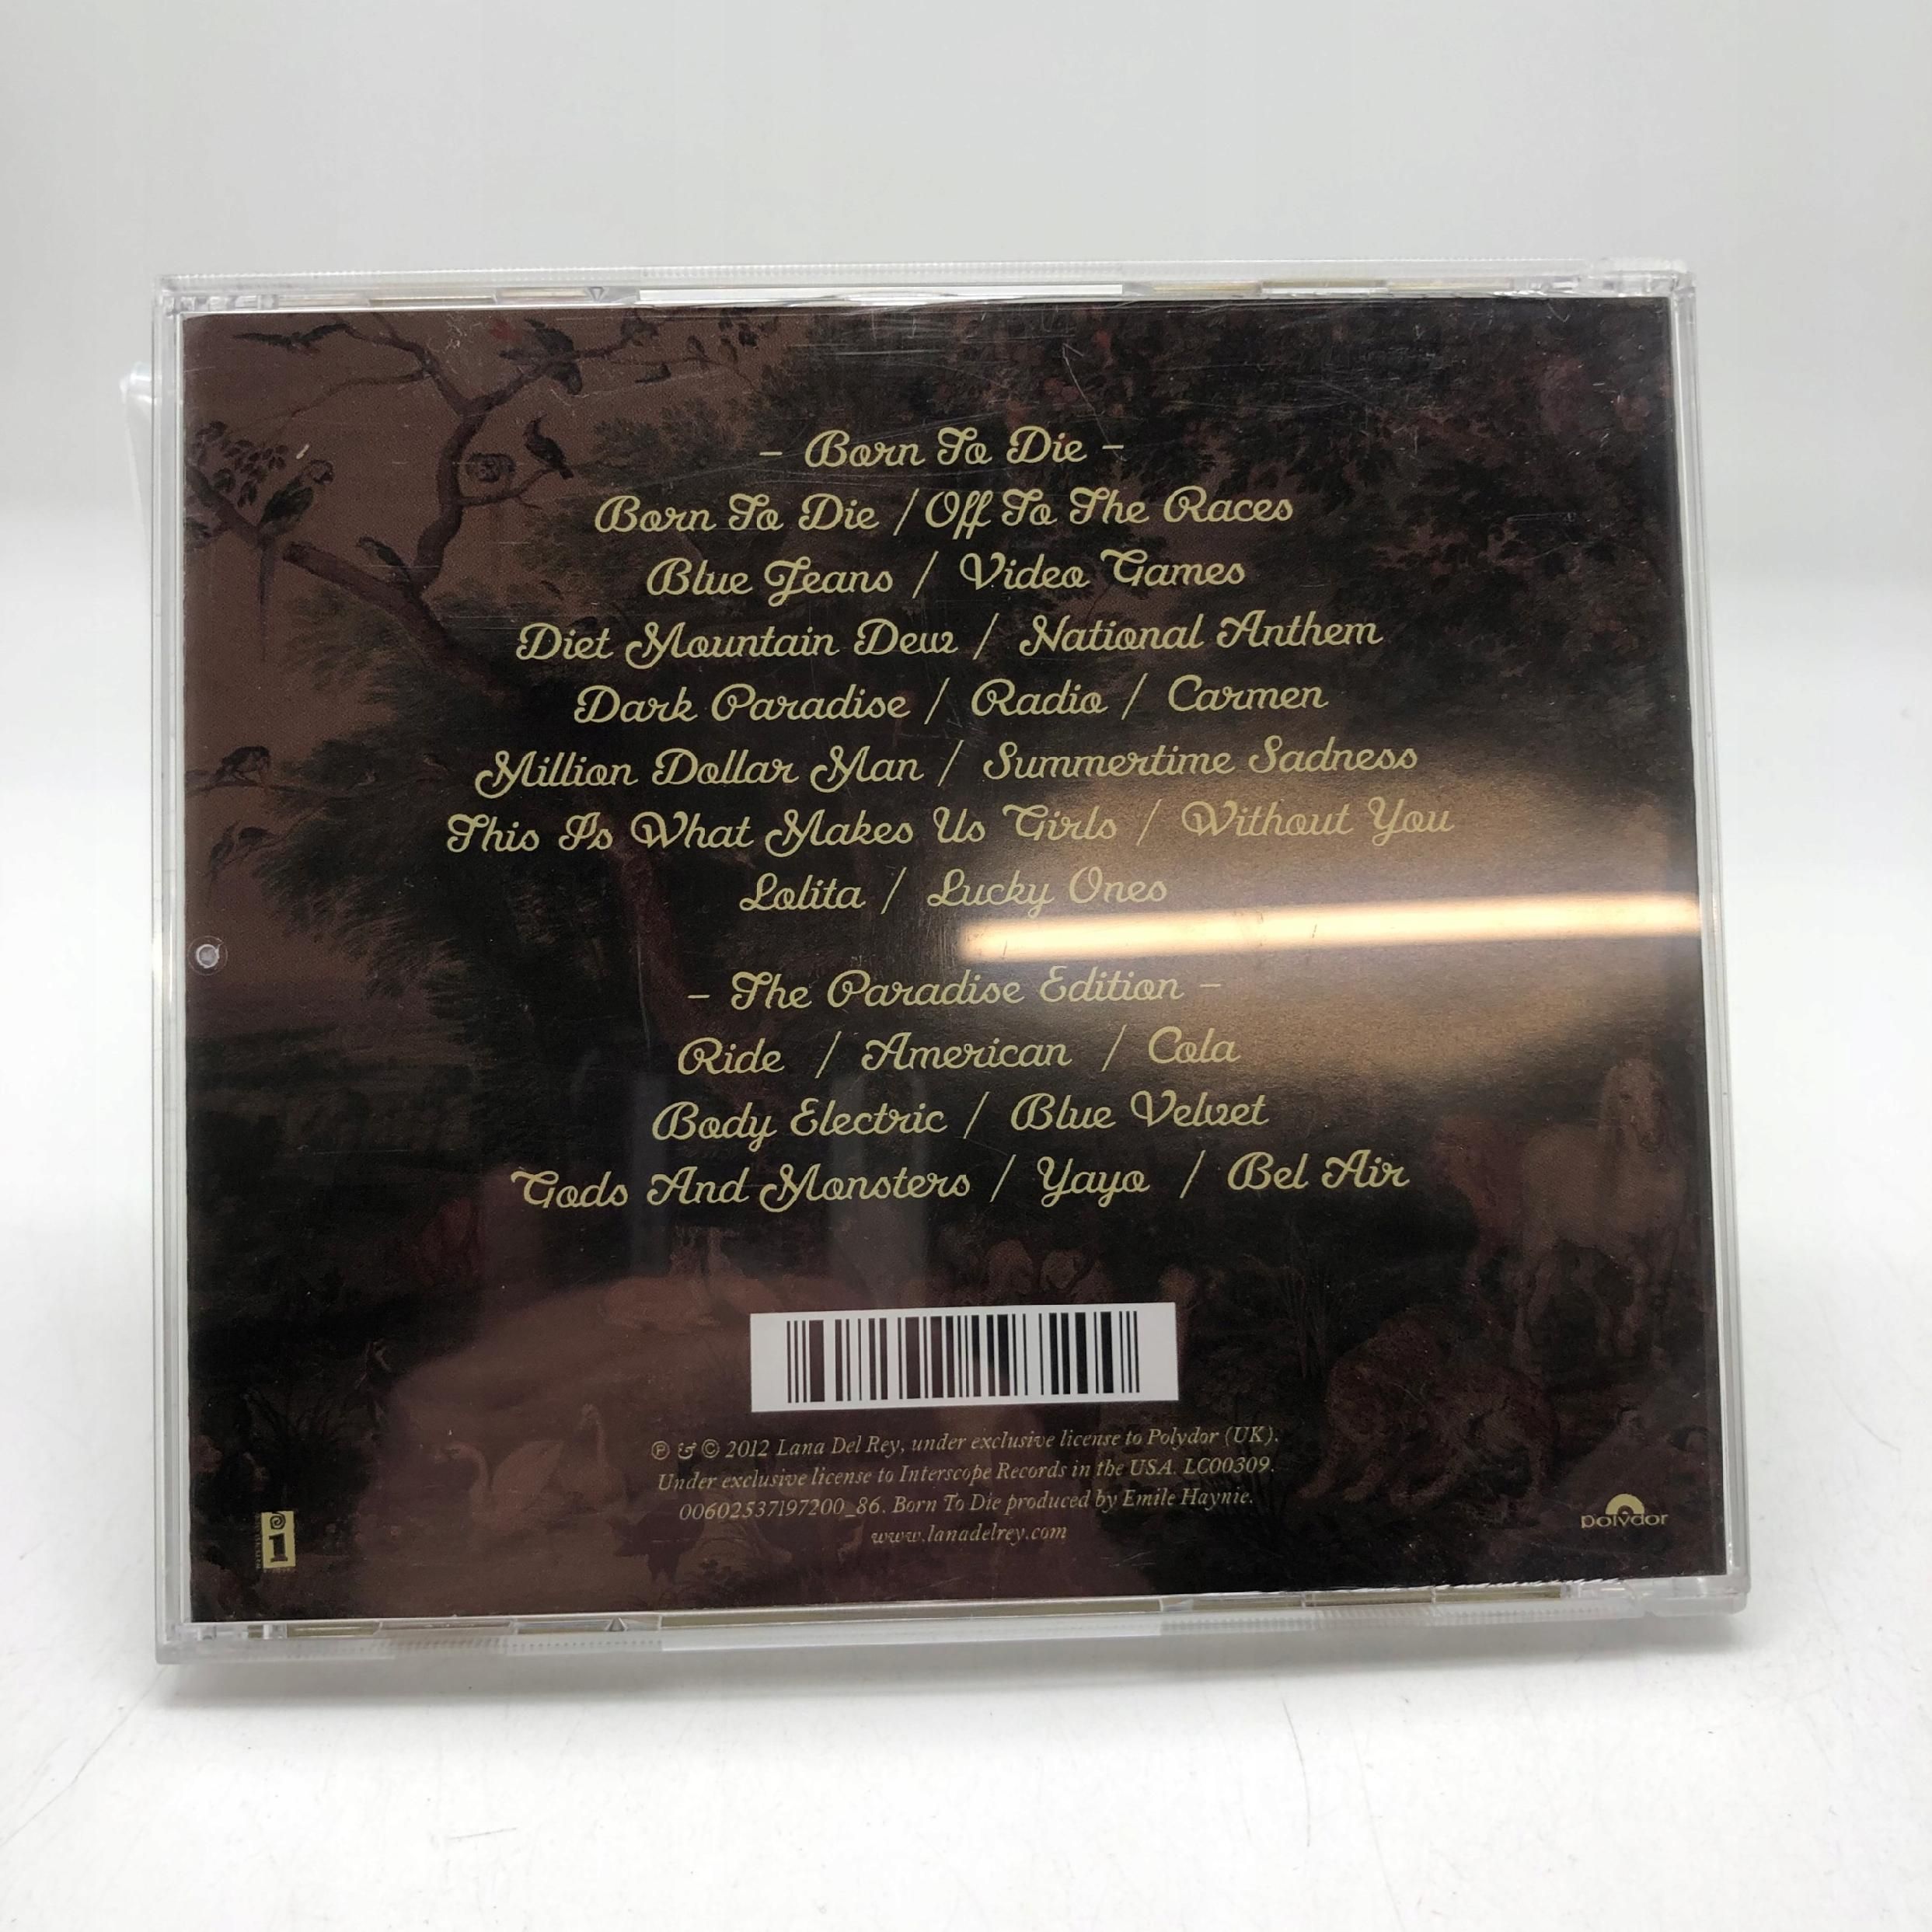 - Born To Die -
Born To Die / Off To The Races
Blue Jeans / Video Games
Diet Mountain Dew / National Anthem
Dark Paradise / Radio / Carmen
Million Dollar Man / Summertime Sadness
This Is What Makes Us Girls / Without You
Lolita / Lucky Ones
- The Paradise Edition -
Ride / American / Cola
Body Electric / Blue Velvet
Gods And Monsters / Yayo / Bel Air
℗ & © 2012 Lana Del Rey, under exclusive license to Polydor (UK).
Under exclusive license to Interscope Records in the USA. LC00309.
00602537197200_86. Born To Die produced by Emile Haynie.
www.lanadelrey.com
i
polydor